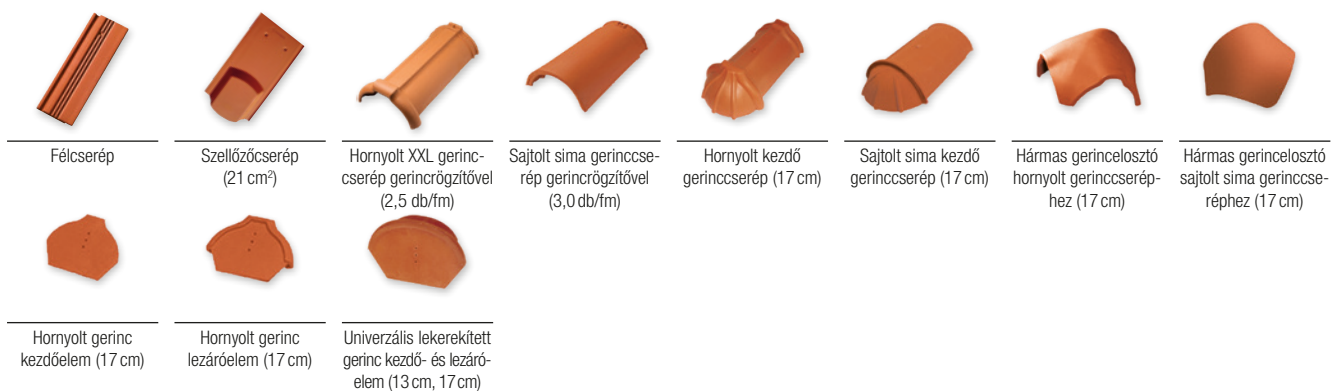 Félcserép
Szellőzőcserép
(21 cm²)
Hornyolt XXL gerinc-
cserép gerincrögzítővel
(2,5 db/fm)
Sajtolt sima gerinccse-
rép gerincrögzítővel
(3,0 db/fm)
Hornyolt kezdő
gerinccserép (17 cm)
Sajtolt sima kezdő
gerinccserép (17 cm)
Hármas gerincelosztó
hornyolt gerinccserép-
hez (17 cm)
Hármas gerincelosztó
sajtolt sima gerinccse-
réphez (17 cm)
Hornyolt gerinc
kezdőelem (17 cm)
Hornyolt gerinc
lezáróelem (17 cm)
Univerzális lekerekített
gerinc kezdő- és lezáró-
elem (13 cm, 17 cm)